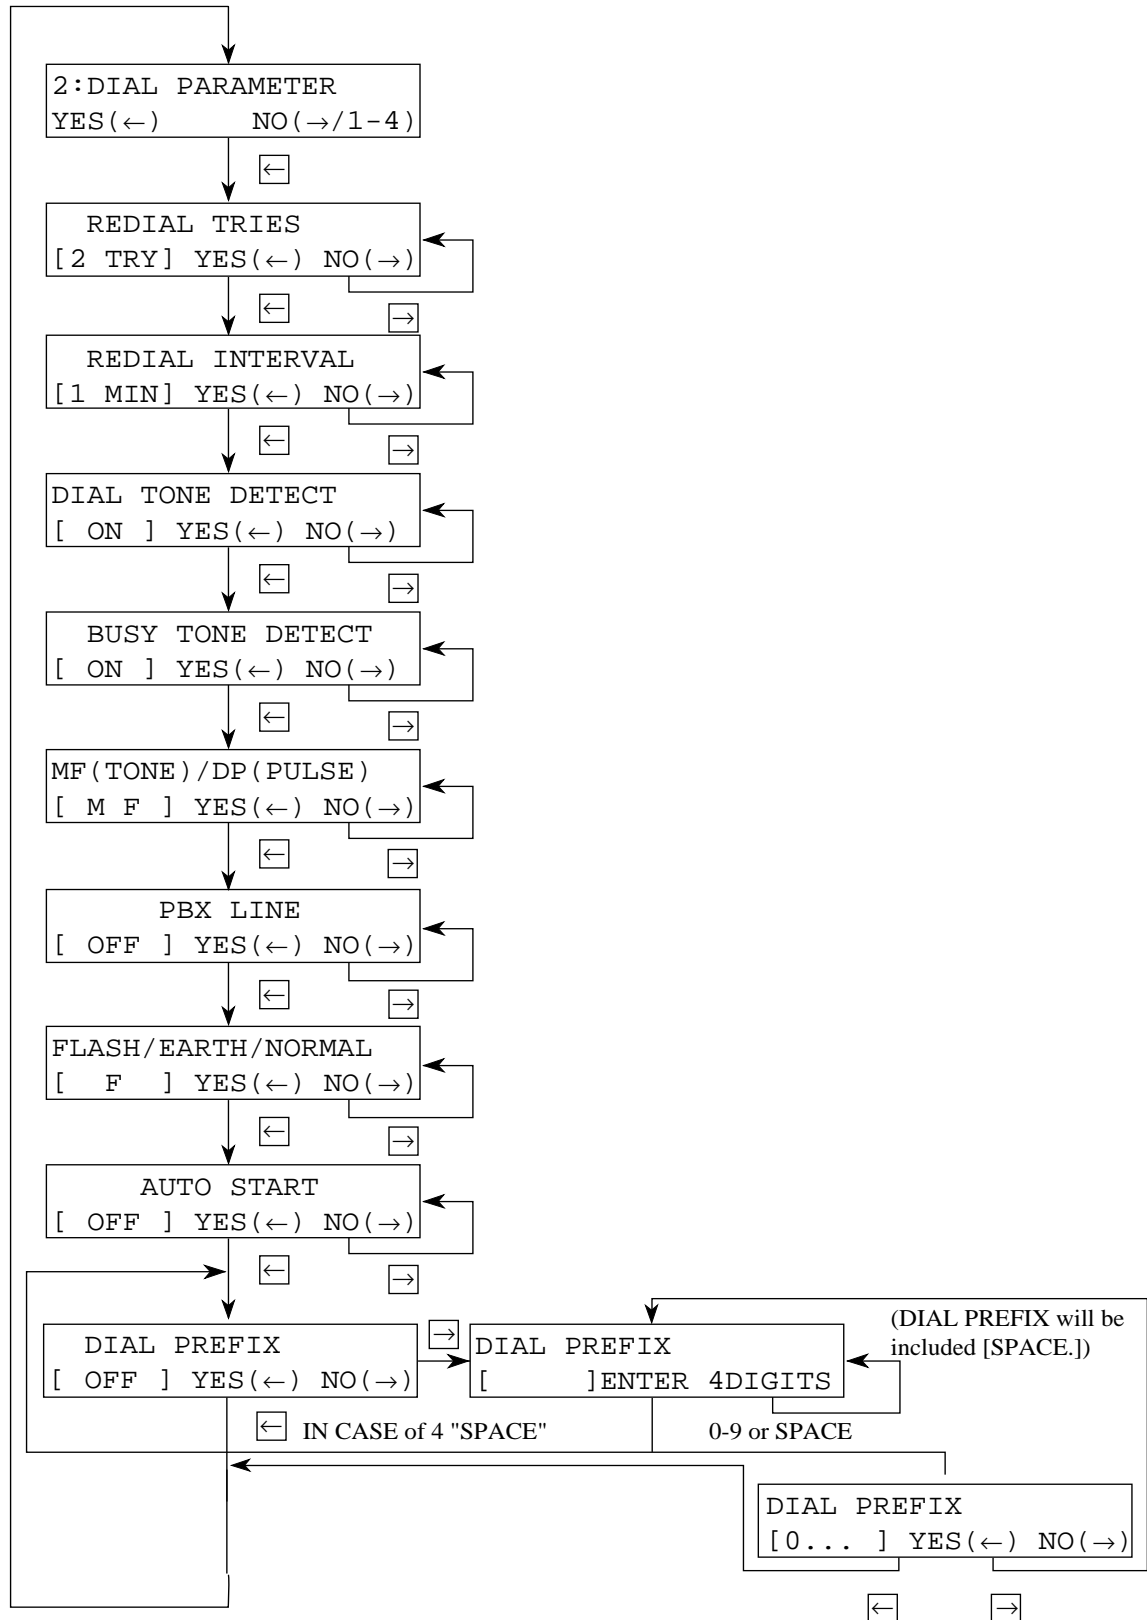 2:DIAL PARAMETER
YES(←) NO(→/1-4)
←
REDIAL TRIES
[2 TRY] YES(←) NO(→)
←
→
REDIAL INTERVAL
[1 MIN] YES(←) NO(→)
←
→
DIAL TONE DETECT
[ ON ] YES(←) NO(→)
←
→
BUSY TONE DETECT
[ ON ] YES(←) NO(→)
←
→
MF(TONE)/DP(PULSE)
[ M F ] YES(←) NO(→)
←
→
PBX LINE
[ OFF ] YES(←) NO(→)
←
→
FLASH/EARTH/NORMAL
[ F ] YES(←) NO(→)
←
→
AUTO START
[ OFF ] YES(←) NO(→)
←
→
DIAL PREFIX
[ OFF ] YES(←) NO(→)
→
DIAL PREFIX
[ ]ENTER 4DIGITS
(DIAL PREFIX will be
included [SPACE.])
← IN CASE of 4 "SPACE"
0-9 or SPACE
DIAL PREFIX
[0... ] YES(←) NO(→)
←
→